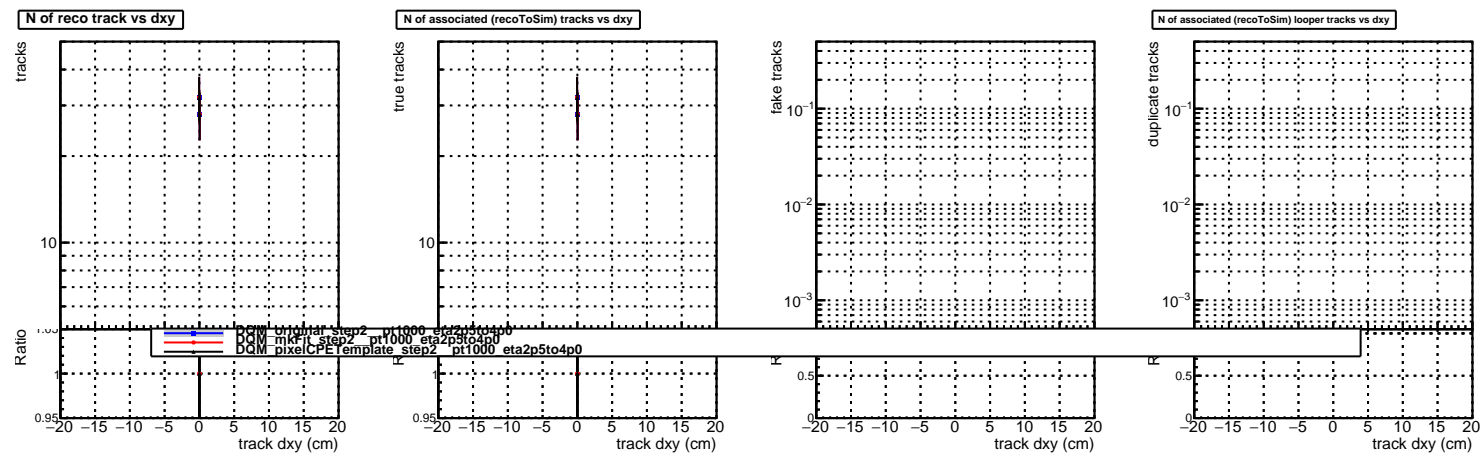 N of reco track vs dxy
N of associated (recoToSim) tracks vs dxy
N of associated (recoToSim) looper tracks vs dxy
tracks
10
true tracks
10
fake tracks
10−1
10−2
10−3
duplicate tracks
10−1
10−2
10−3
DQM_original_step2__pt1000_eta2p5to4p0
DQM_mkFit_step2__pt1000_eta2p5to4p0
DQM_pixelCPETemplate_step2__pt1000_eta2p5to4p0
Ratio
1.05
1
0.95
1
0.95
0.5
0
0.5
0
−20 −15 −10 −5 0 5 10 15 20
track dxy (cm)
−20 −15 −10 −5 0 5 10 15 20
track dxy (cm)
−20 −15 −10 −5 0 5 10 15 20
track dxy (cm)
−20 −15 −10 −5 0 5 10 15 20
track dxy (cm)